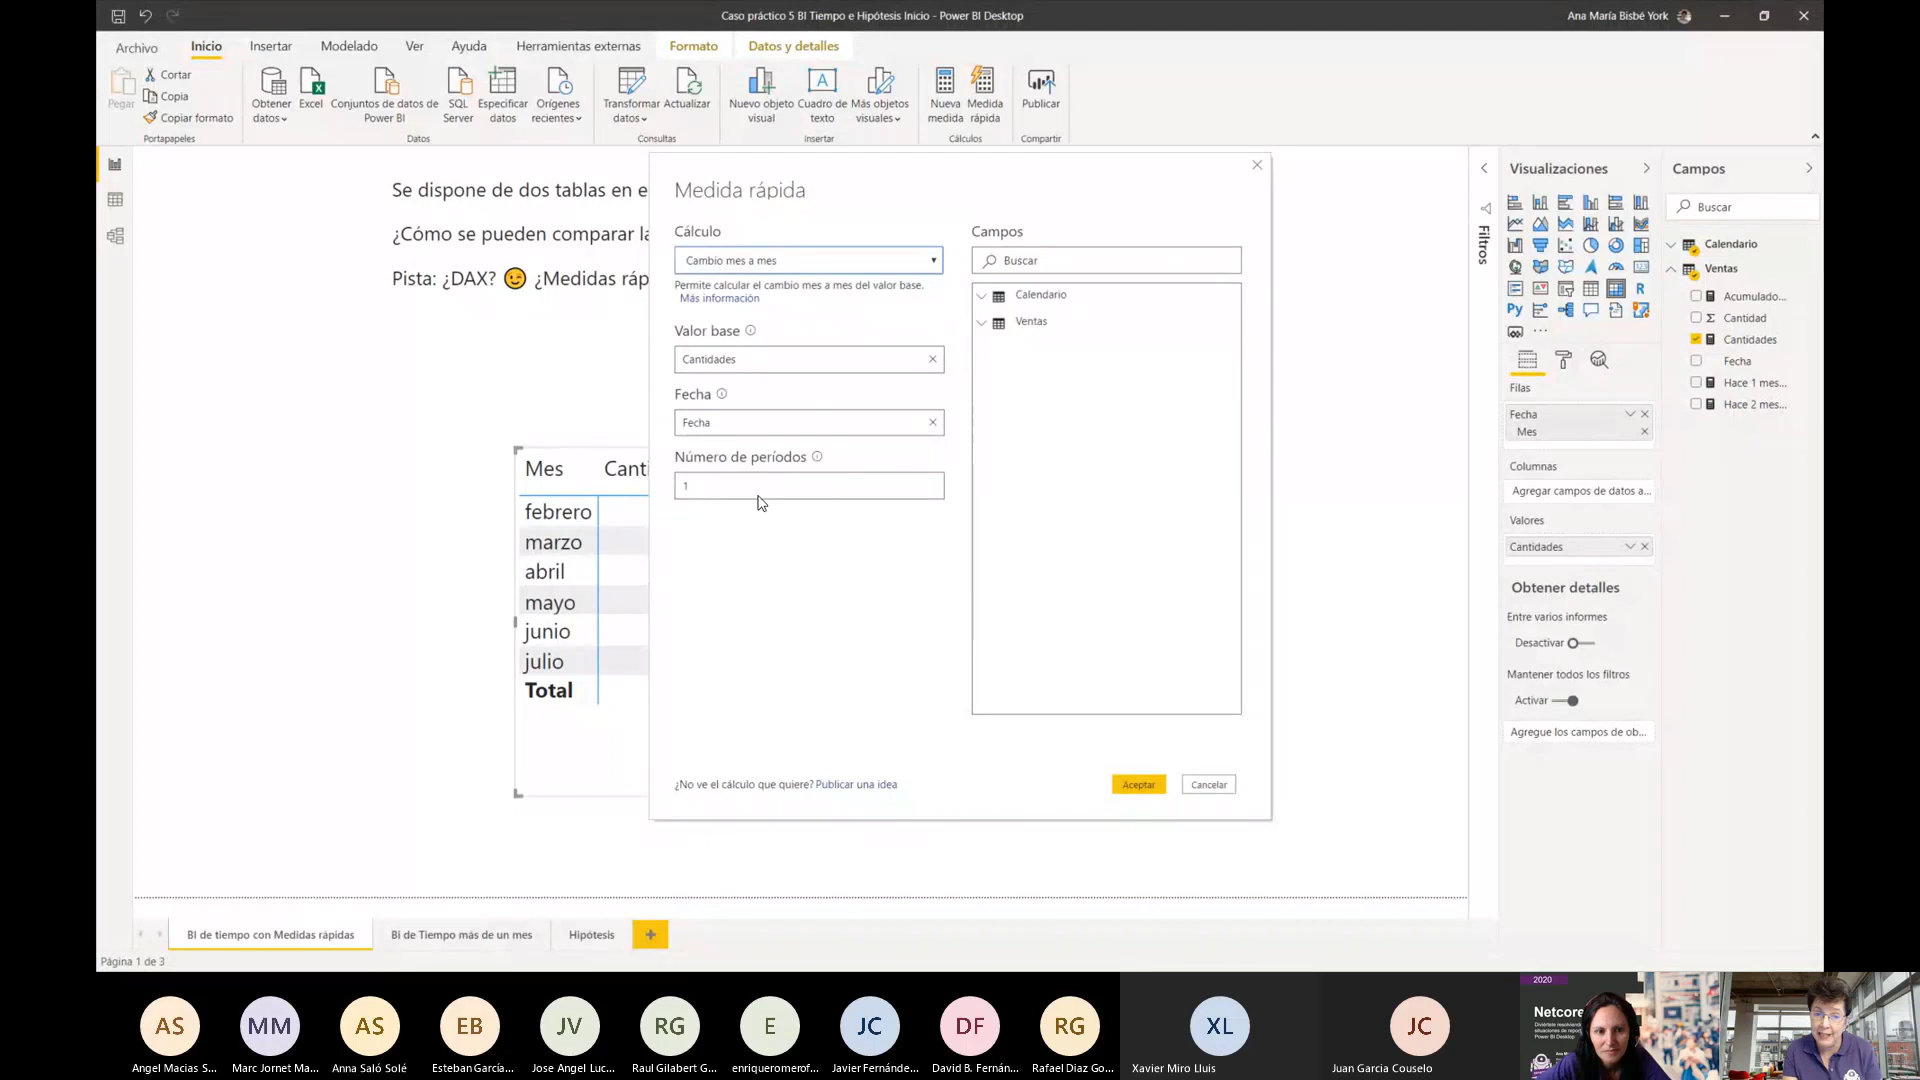 Caso práctico 5 BI Tiempo e Hipótesis Inicio - Power BI Desktop
Ana María Bisbé York
Archivo
Inicio
Insertar
Modelado
Ver
Ayuda
Herramientas externas
Formato
Datos y detalles
Pegar
Cortar
Copia
Copiar formato
Portapapeles
Obtener
datos
Excel
Conjuntos de datos de
Power BI
SQL
Server
Especificar
datos
Orígenes
recientes
Datos
Transformar
datos
Actualizar
Consultas
Nuevo objeto
visual
Cuadro de
texto
Más objetos
visuales
Insertar
Nueva
medida
Medida
rápida
Cálculos
Publicar
Compartir
Se dispone de dos tablas en e
¿Cómo se pueden comparar la
Pista: ¿DAX? 😉 ¿Medidas ráp
Mes Canti
febrero
marzo
abril
mayo
junio
julio
Total
Medida rápida
Cálculo
Cambio mes a mes
Permite calcular el cambio mes a mes del valor base.
Más información
Valor base
Cantidades
Fecha
Fecha
Número de períodos
1
Campos
Buscar
Calendario
Ventas
¿No ve el cálculo que quiere? Publicar una idea
Aceptar
Cancelar
Filtros
Visualizaciones
R
Py
Filas
Fecha
Mes
Columnas
Agregar campos de datos a...
Valores
Cantidades
Obtener detalles
Entre varios informes
Desactivar
Mantener todos los filtros
Activar
Agregue los campos de ob...
Campos
Buscar
Calendario
Ventas
Acumulado...
Cantidad
Cantidades
Fecha
Hace 1 mes...
Hace 2 mes...
BI de tiempo con Medidas rápidas
Bi de Tiempo más de un mes
Hipótesis
Página 1 de 3
AS
MM
AS
EB
JV
RG
E
JC
DF
RG
XL
JC
Angel Macias S...
Marc Jornet Ma...
Anna Saló Solé
Esteban García...
Jose Angel Luc...
Raul Gilabert G...
enriqueromerof...
Javier Fernánde...
David B. Fernán...
Rafael Díaz Go...
Xavier Miro Lluis
Juan Garcia Couselo
2020
Netcore
Diviértete resolviend
situaciones de repor
Power BI Desktop